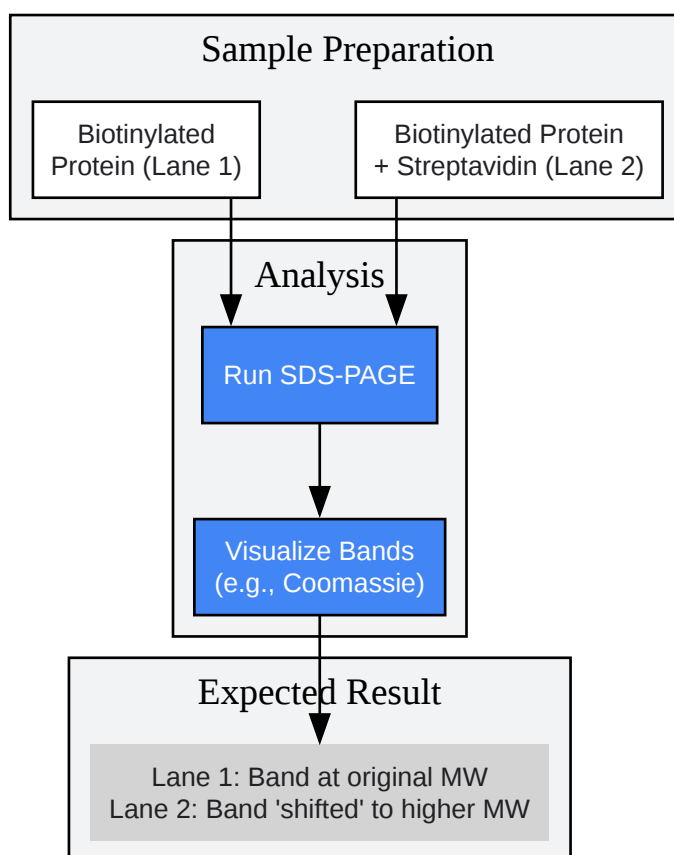 Sample Preparation
Biotinylated
Protein (Lane 1)
Biotinylated Protein
+ Streptavidin (Lane 2)
Analysis
Run SDS-PAGE
Visualize Bands
(e.g., Coomassie)
Expected Result
Lane 1: Band at original MW
Lane 2: Band 'shifted' to higher MW